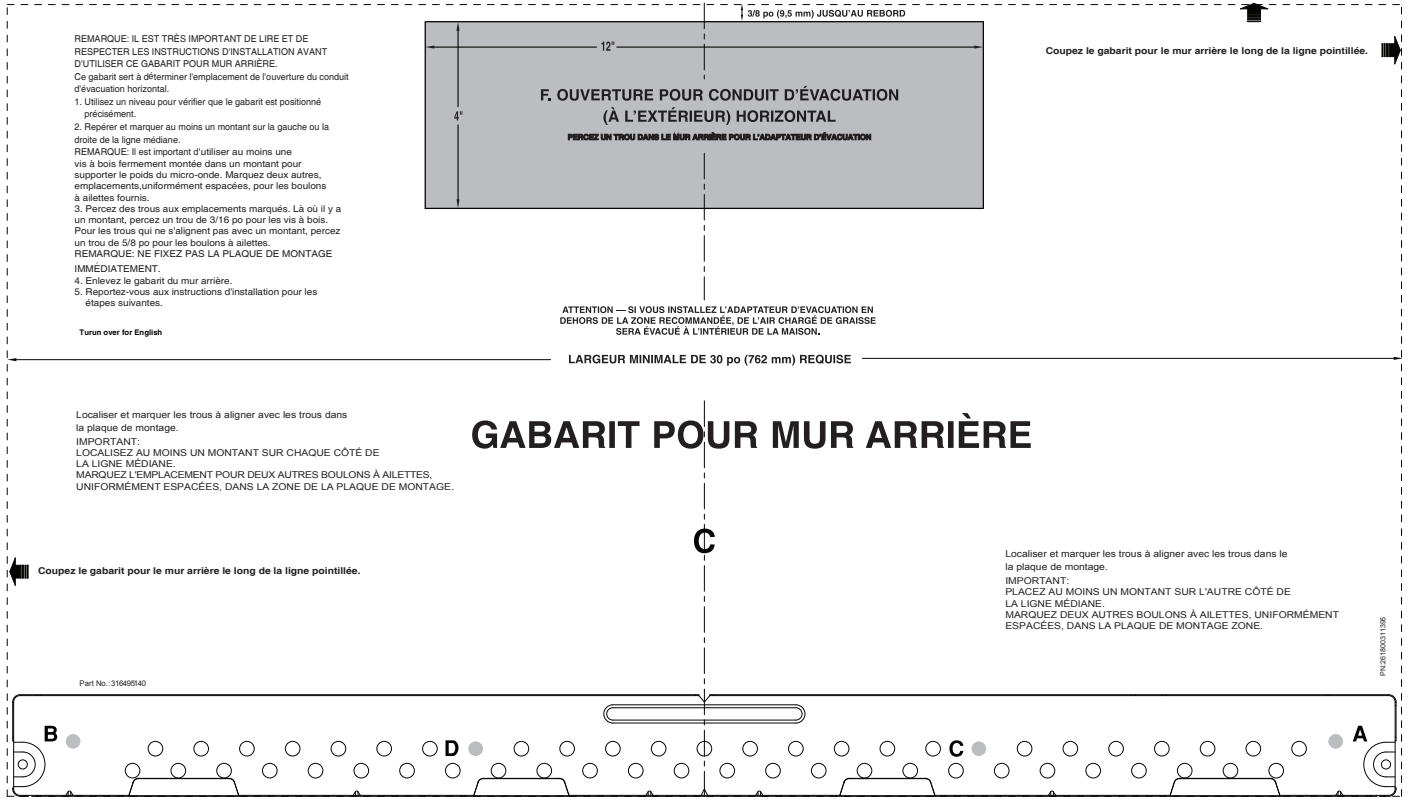 3/8 po (9,5 mm) JUSQU'AU REBORD
REMARQUE: IL EST TRÈS IMPORTANT DE LIRE ET DE
RESPECTER LES INSTRUCTIONS D'INSTALLATION AVANT
D'UTILISER CE GABARIT POUR MUR ARRIÈRE.
Ce gabarit sert à déterminer l'emplacement de l'ouverture du conduit
d'évacuation horizontal.
1. Utilisez un niveau pour vérifier que le gabarit est positionné
précisément.
2. Repérer et marquer au moins un montant sur la gauche ou la
droite de la ligne médiane.
REMARQUE: Il est important d'utiliser au moins une
vis à bois fermement montée dans un montant pour
supporter le poids du micro-onde. Marquez deux autres,
emplacements,uniformément espacées, pour les boulons
à ailettes fournis.
3. Percez des trous aux emplacements marqués. Là où il y a
un montant, percez un trou de 3/16 po pour les vis à bois.
Pour les trous qui ne s'alignent pas avec un montant, percez
un trou de 5/8 po pour les boulons à ailettes.
REMARQUE: NE FIXEZ PAS LA PLAQUE DE MONTAGE
IMMÉDIATEMENT.
4. Enlevez le gabarit du mur arrière.
5. Reportez-vous aux instructions d'installation pour les
étapes suivantes.
Turun over for English
12"
4"
F. OUVERTURE POUR CONDUIT D'ÉVACUATION
(À L'EXTÉRIEUR) HORIZONTAL
PERCEZ UN TROU DANS LE MUR ARRIÈRE POUR L'ADAPTATEUR D'ÉVACUATION
Coupez le gabarit pour le mur arrière le long de la ligne pointillée.
ATTENTION — SI VOUS INSTALLEZ L'ADAPTATEUR D'EVACUATION EN
DEHORS DE LA ZONE RECOMMANDÉE, DE L'AIR CHARGÉ DE GRAISSE
SERA ÉVACUÉ À L'INTÉRIEUR DE LA MAISON.
LARGEUR MINIMALE DE 30 po (762 mm) REQUISE
Localiser et marquer les trous à aligner avec les trous dans
la plaque de montage.
IMPORTANT:
LOCALISEZ AU MOINS UN MONTANT SUR CHAQUE CÔTÉ DE
LA LIGNE MÉDIANE.
MARQUEZ L'EMPLACEMENT POUR DEUX AUTRES BOULONS À AILETTES,
UNIFORMÉMENT ESPACÉES, DANS LA ZONE DE LA PLAQUE DE MONTAGE.
GABARIT POUR MUR ARRIÈRE
C
Coupez le gabarit pour le mur arrière le long de la ligne pointillée.
Localiser et marquer les trous à aligner avec les trous dans le
la plaque de montage.
IMPORTANT:
PLACEZ AU MOINS UN MONTANT SUR L'AUTRE CÔTÉ DE
LA LIGNE MÉDIANE.
MARQUEZ DEUX AUTRES BOULONS À AILETTES, UNIFORMÉMENT
ESPACÉES, DANS LA PLAQUE DE MONTAGE ZONE.
PN:261800311395
Part No.:316495140
B
D
C
A